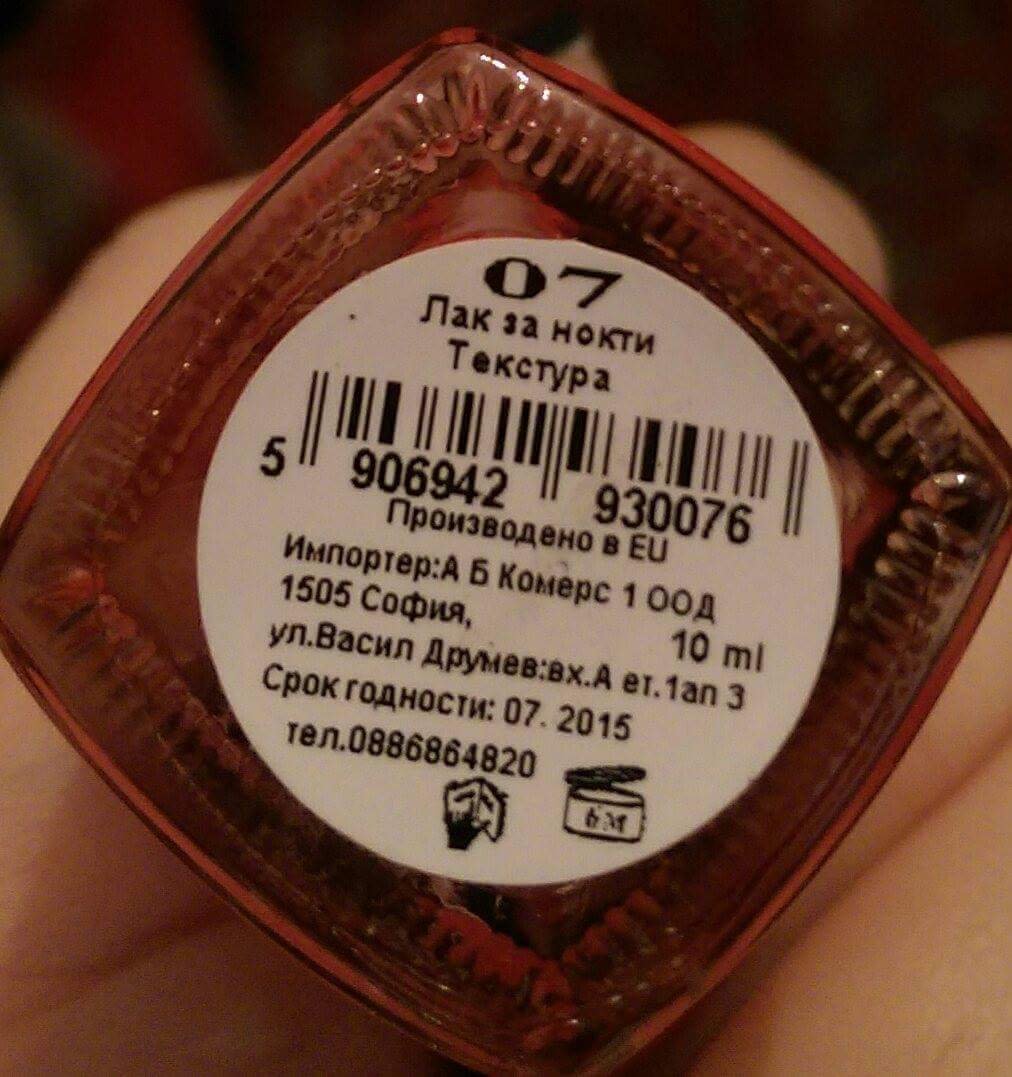 07
Лак за нокти
Текстура
5 906942 930076
Произведено в EU
Импортер:А Б Комерс 1 ООД
1505 София,
10 ml
ул.Васил Друмев:вх.А ет.1ап 3
Срок годности: 07. 2015
тел.0886864820
6M